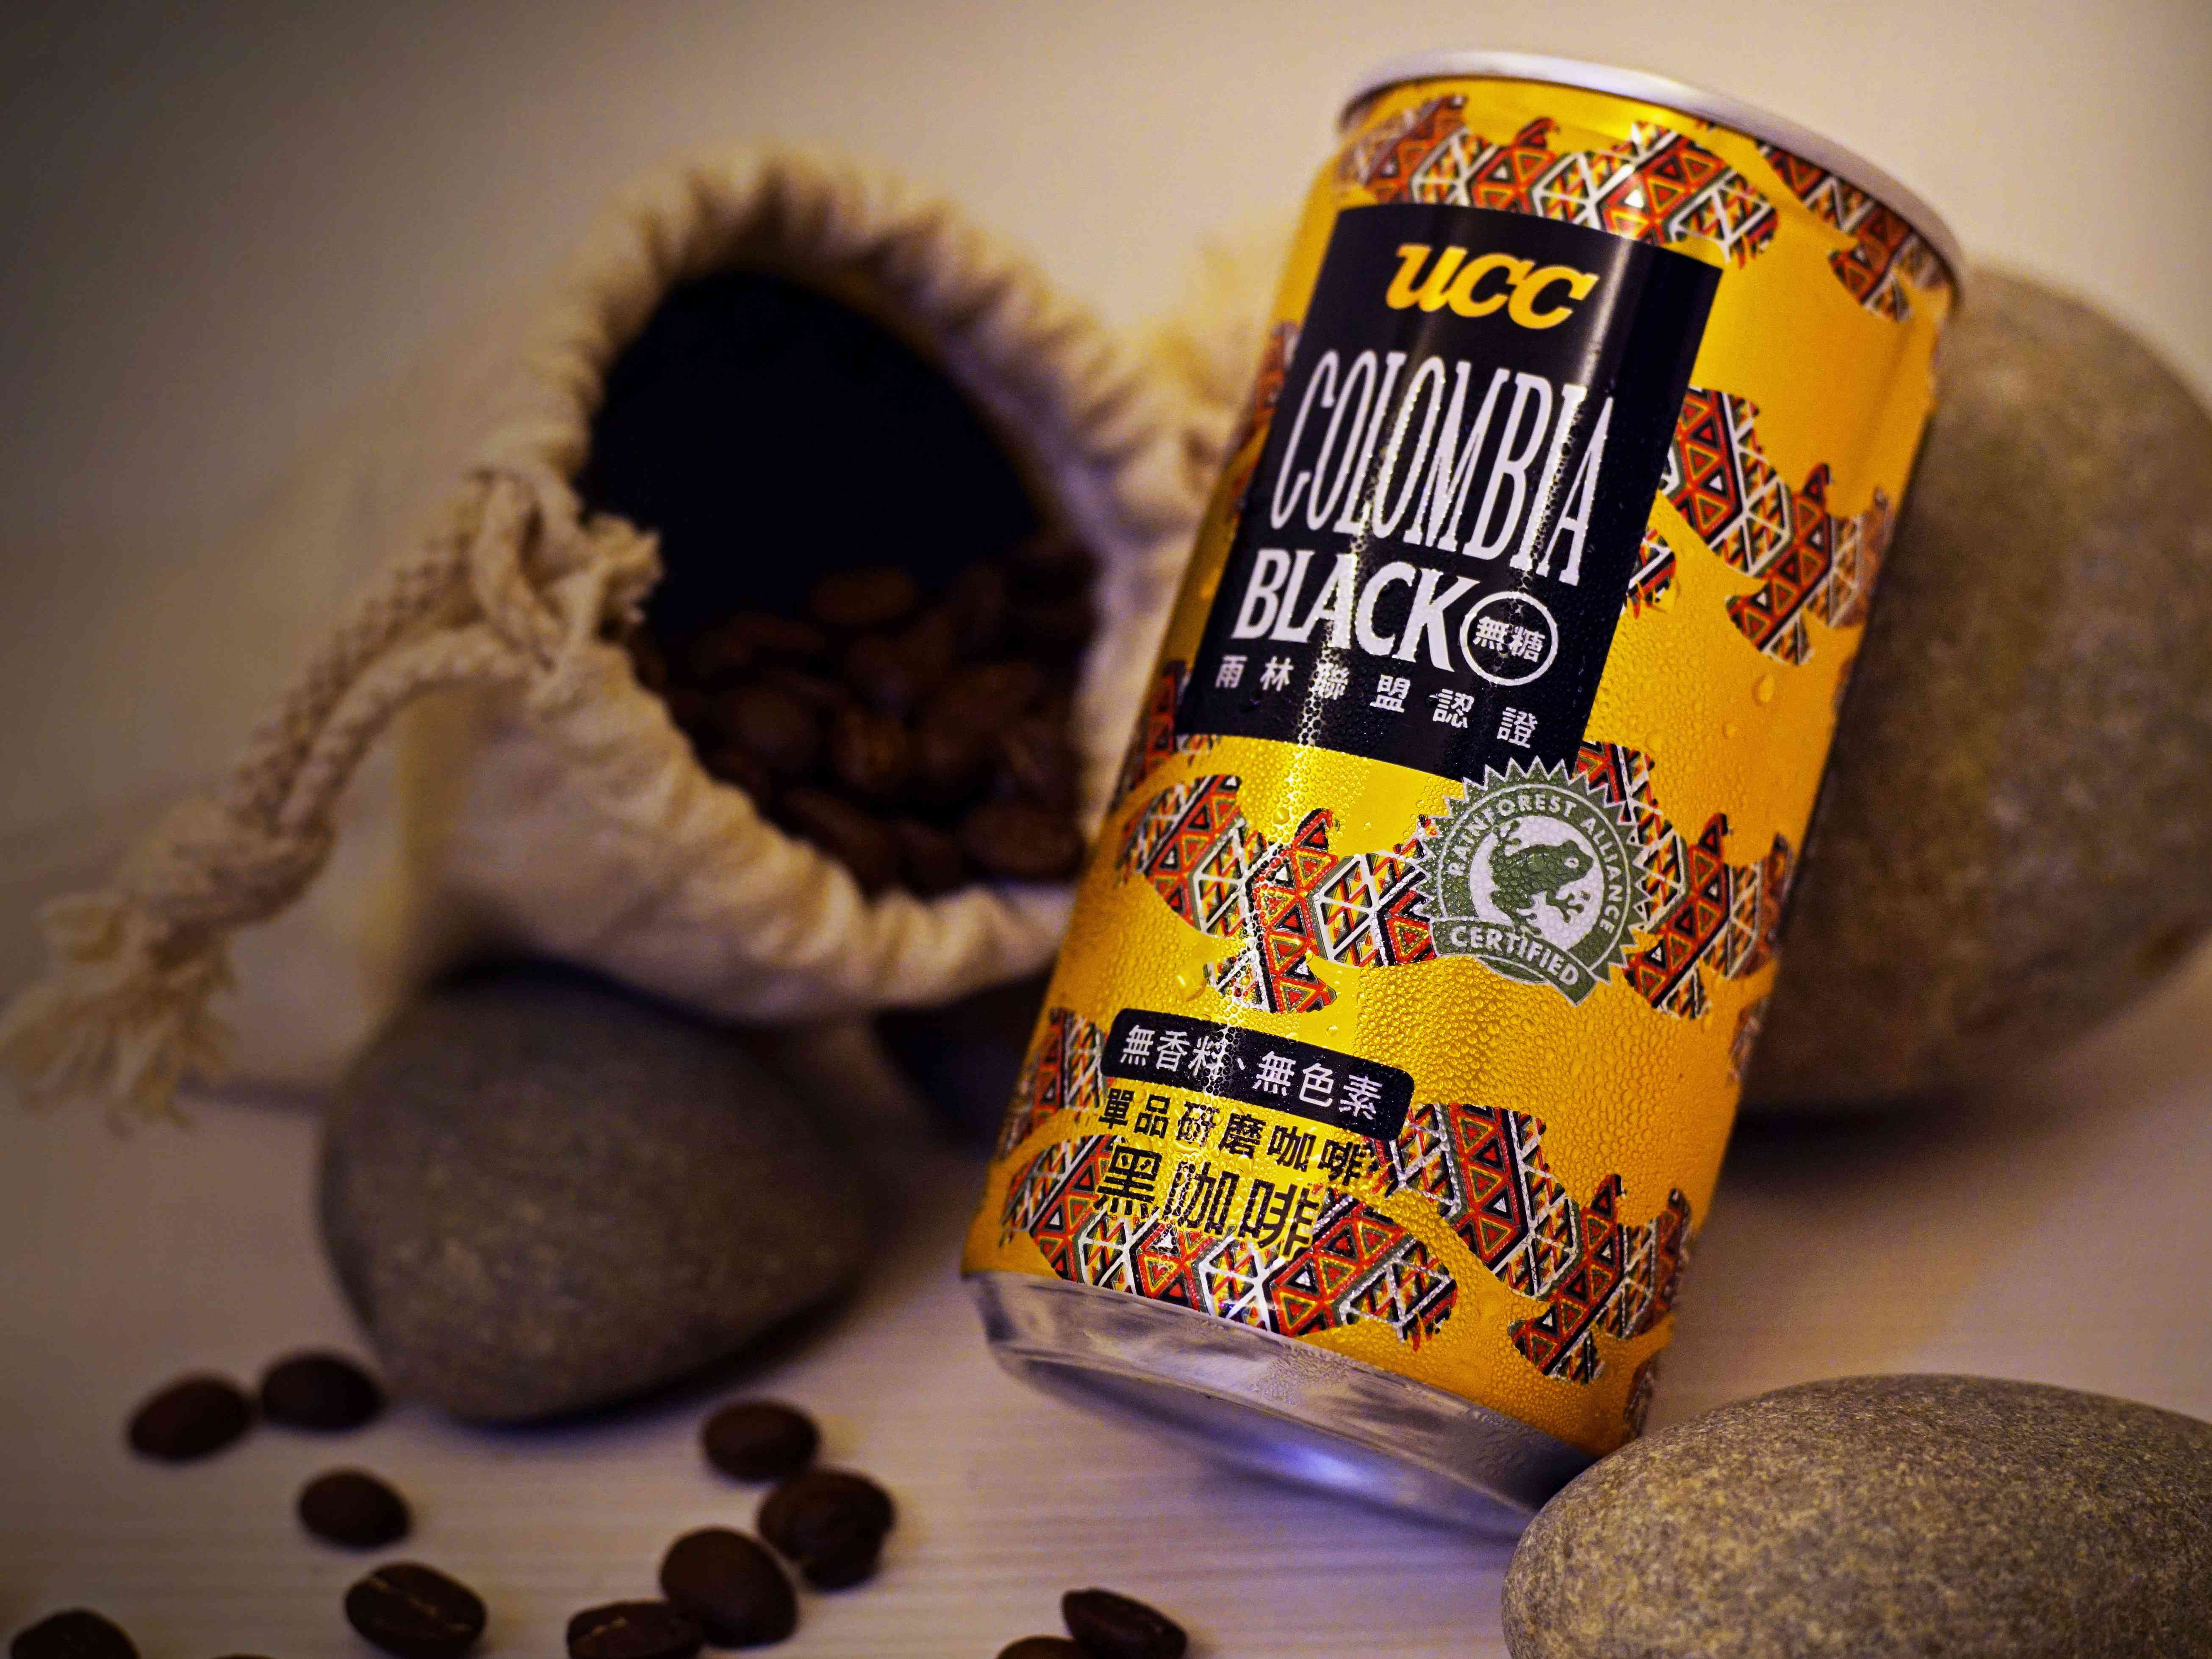 UCC
COLOMBIA
BLACK 無糖
雨林聯盟認證
RAINFOREST ALLIANCE
CERTIFIED
無香料、無色素
單品研磨咖啡
黑咖啡